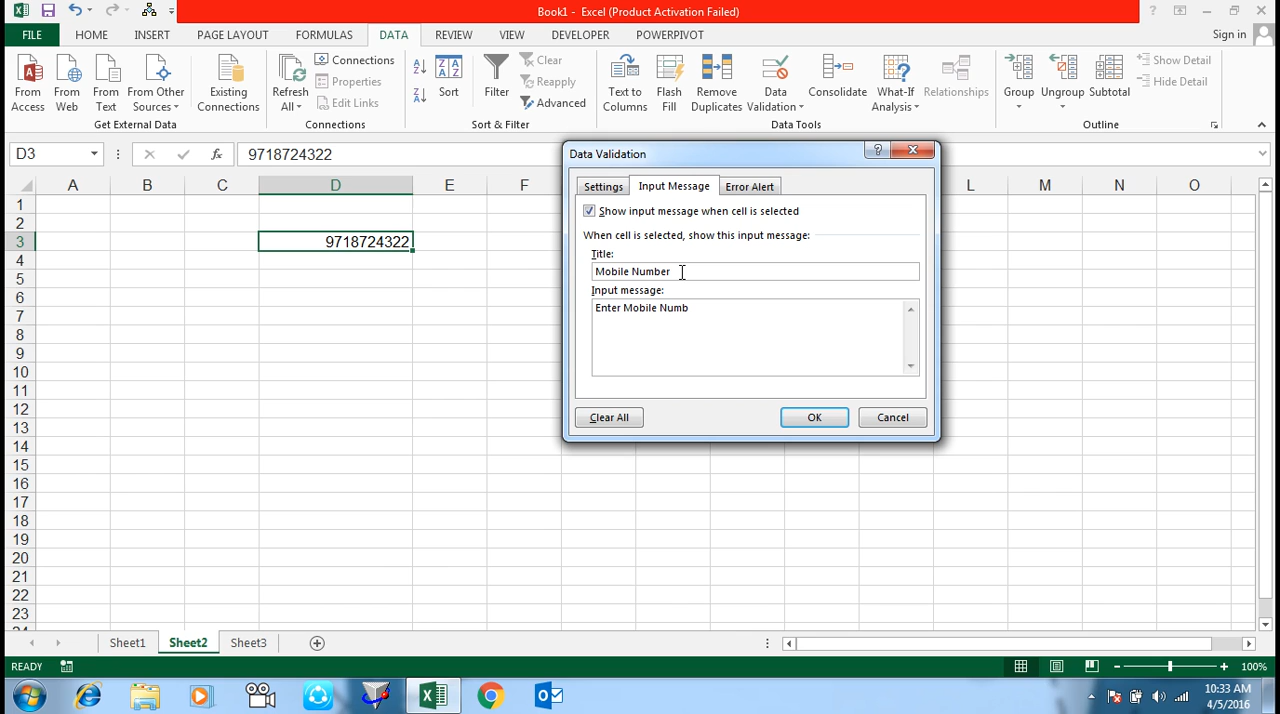 Book1 - Excel (Product Activation Failed)
FILE HOME INSERT PAGE LAYOUT FORMULAS DATA REVIEW VIEW DEVELOPER POWERPIVOT Sign in
From Access
From Web
From Text
From Other Sources
Existing Connections
Get External Data
Refresh All
Connections
Properties
Edit Links
Connections
Sort
Filter
Clear
Reapply
Advanced
Sort & Filter
Text to Columns
Flash Fill
Remove Duplicates
Data Validation
Consolidate
What-If Analysis
Relationships
Data Tools
Group
Ungroup
Subtotal
Show Detail
Hide Detail
Outline
D3 fx 9718724322
A B C D E F L M N O
1
2
3 9718724322
4
5
6
7
8
9
10
11
12
13
14
15
16
17
18
19
20
21
22
23
Data Validation
Settings Input Message Error Alert
Show input message when cell is selected
When cell is selected, show this input message:
Title:
Mobile Number
Input message:
Enter Mobile Numb
Clear All OK Cancel
Sheet1 Sheet2 Sheet3
READY 100%
10:33 AM
4/5/2016